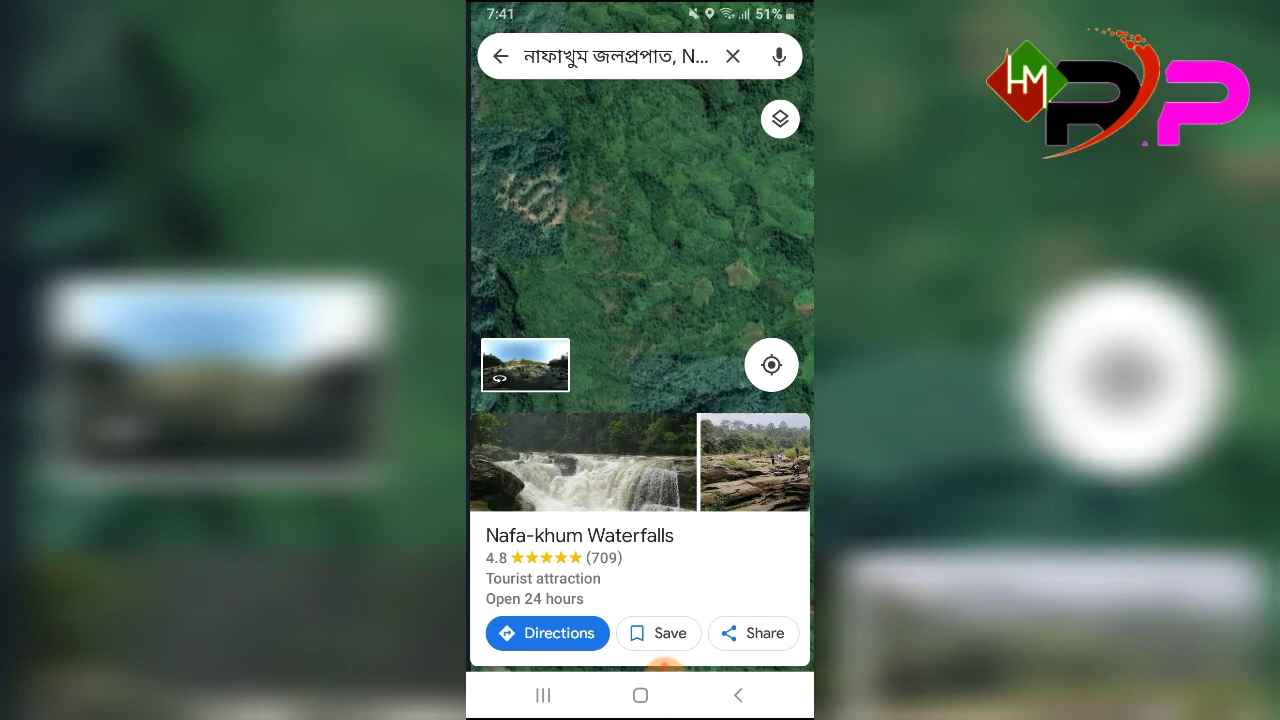 7:41
51%
নাফাখুম জলপ্রপাত, N...
HM
R.P
Nafa-khum Waterfalls
4.8 (709)
Tourist attraction
Open 24 hours
Directions
Save
Share